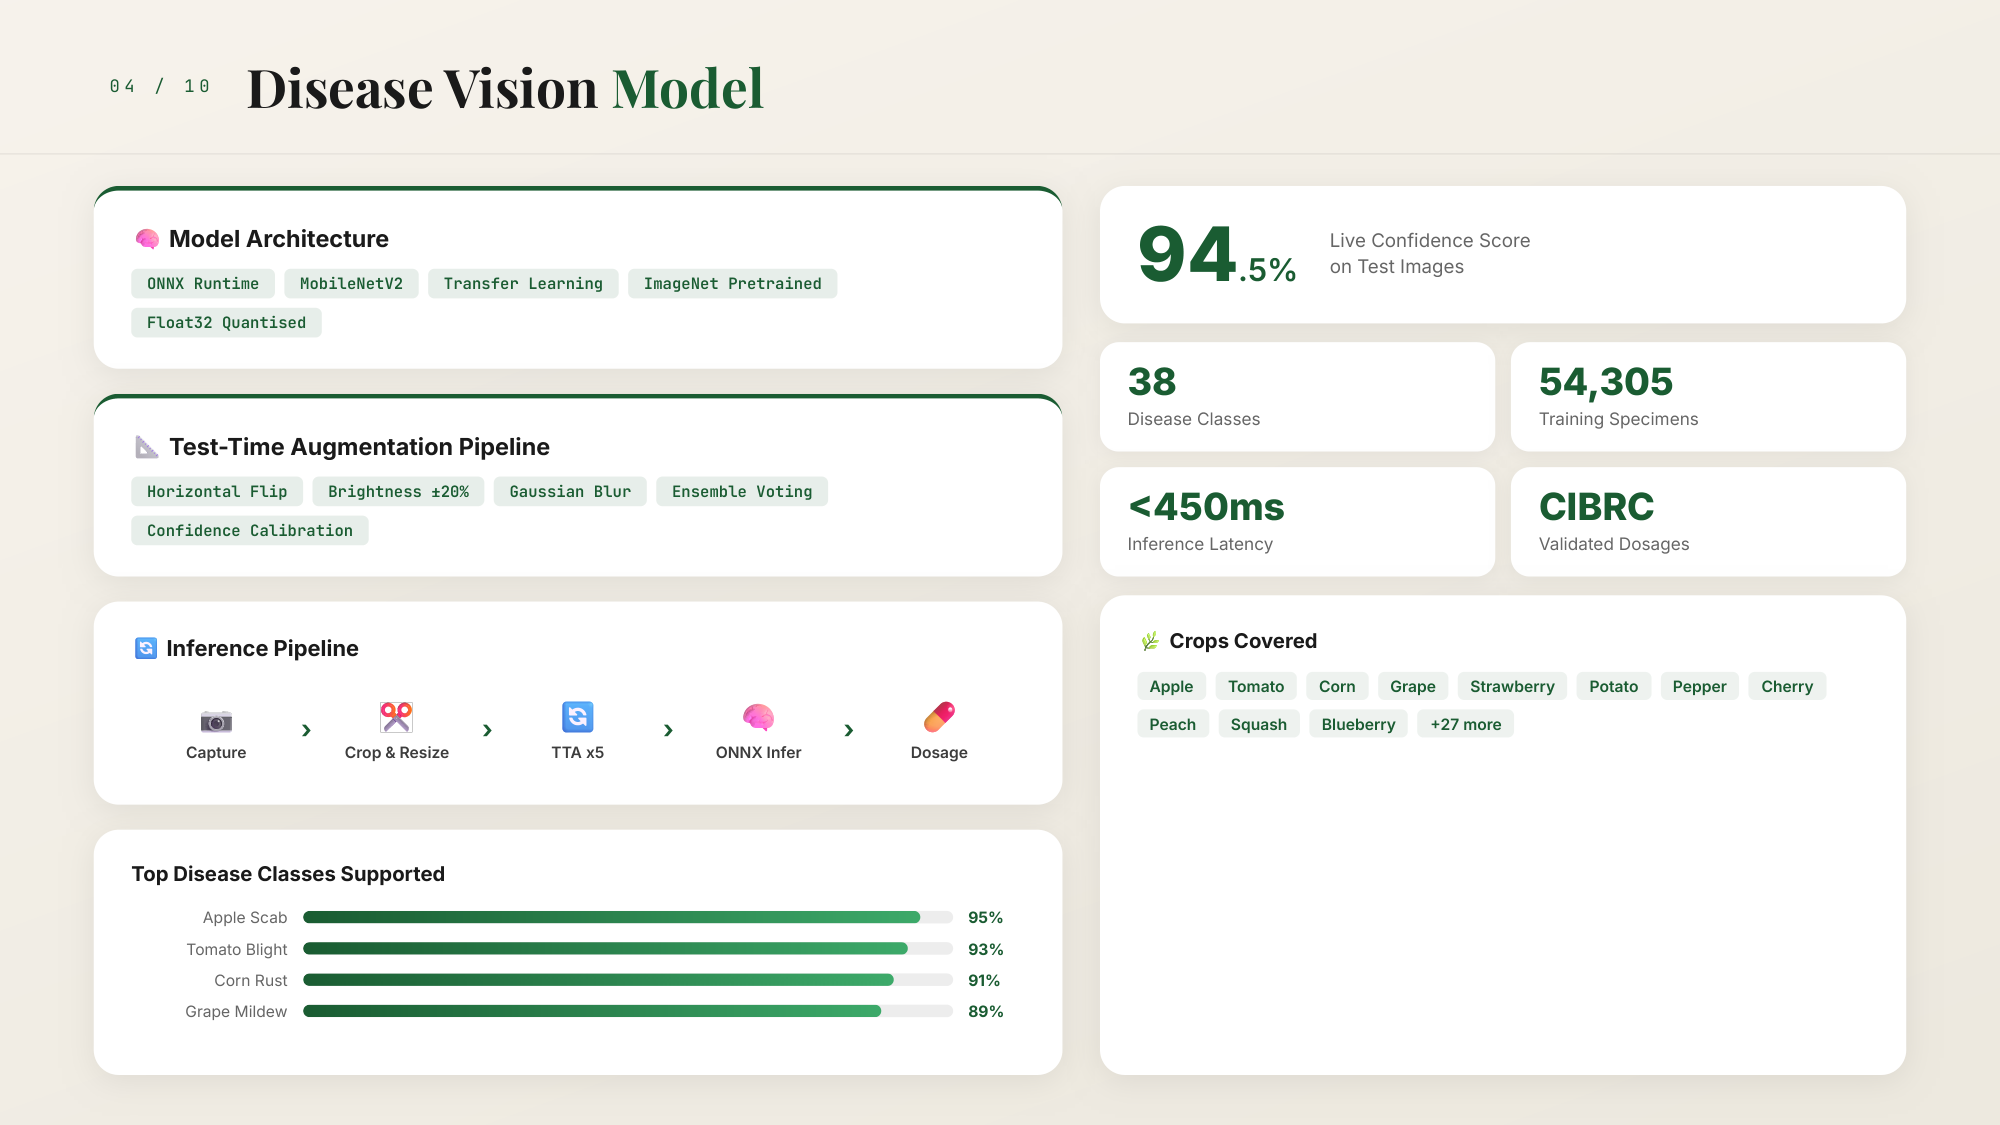 04 / 10
Disease Vision Model
Model Architecture
ONNX Runtime MobileNetV2 Transfer Learning ImageNet Pretrained
Float32 Quantised
Test-Time Augmentation Pipeline
Horizontal Flip Brightness ±20% Gaussian Blur Ensemble Voting
Confidence Calibration
Inference Pipeline
Capture › Crop & Resize › TTA x5 › ONNX Infer › Dosage
Top Disease Classes Supported
Apple Scab 95%
Tomato Blight 93%
Corn Rust 91%
Grape Mildew 89%
94.5%
Live Confidence Score
on Test Images
38
Disease Classes
54,305
Training Specimens
<450ms
Inference Latency
CIBRC
Validated Dosages
Crops Covered
Apple Tomato Corn Grape Strawberry Potato Pepper Cherry
Peach Squash Blueberry +27 more